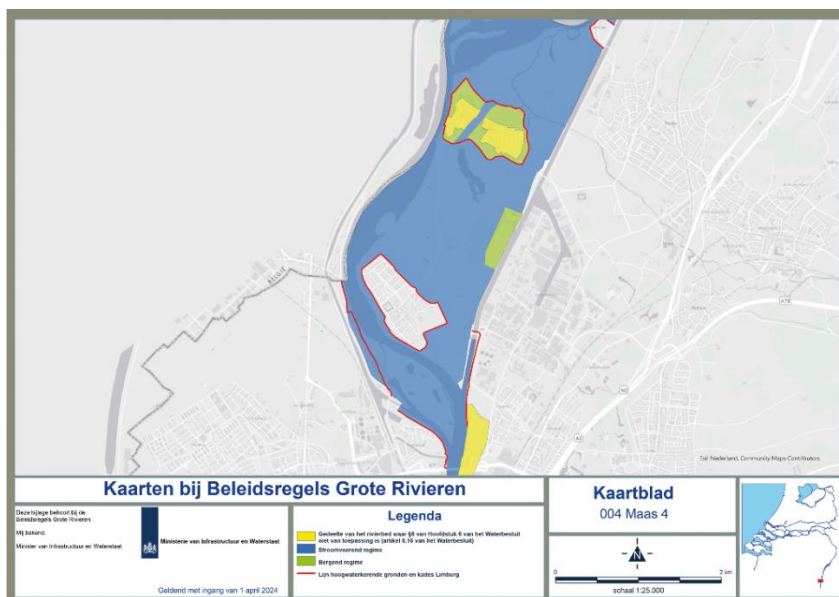 BELGIË
A79
A2
Esri Nederland, Community Maps Contributors
Kaarten bij Beleidsregels Grote Rivieren
Deze bijlage behoort bij de
Beleidsregels Grote Rivieren
Mij bekend,
Minister van Infrastructuur en Waterstaat
Ministerie van Infrastructuur en Waterstaat
Geldend met ingang van 1 april 2024
Legenda
Gedeelte van het rivierbed waar §6 van Hoofdstuk 6 van het Waterbesluit
niet van toepassing is (artikel 6.16 van het Waterbesluit)
Stroomvoerend regime
Bergend regime
Lijn hoogwaterkerende gronden en kades Limburg
Kaartblad
004 Maas 4
N
0
2 km
schaal 1:25.000